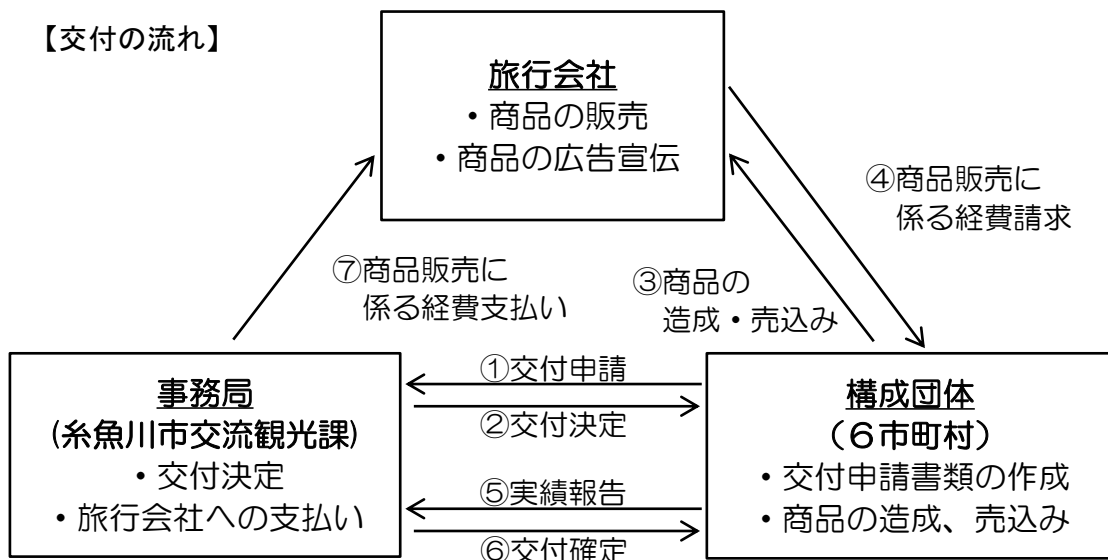 【交付の流れ】
旅行会社
・商品の販売
・商品の広告宣伝
④商品販売に
係る経費請求
⑦商品販売に
係る経費支払い
③商品の
造成・売込み
事務局
(糸魚川市交流観光課)
・交付決定
・旅行会社への支払い
①交付申請
②交付決定
⑤実績報告
⑥交付確定
構成団体
（６市町村）
・交付申請書類の作成
・商品の造成、売込み